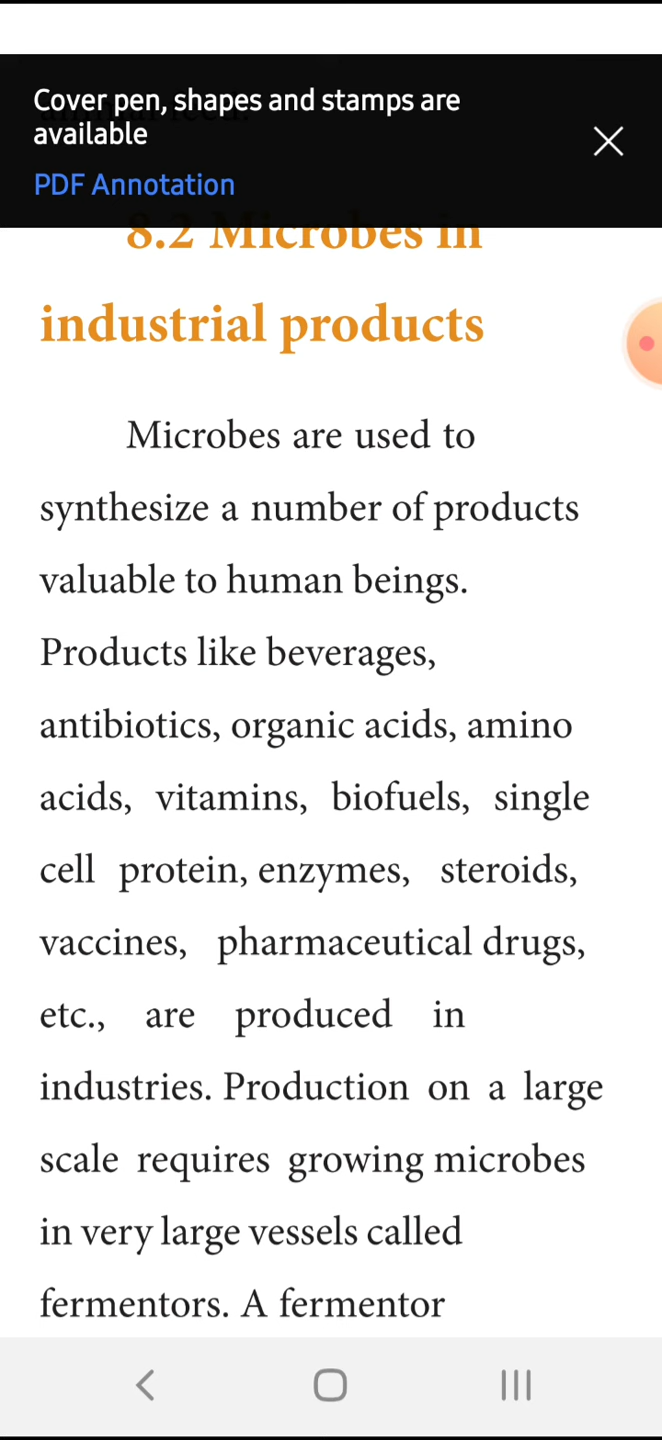 Cover pen, shapes and stamps are
available
PDF Annotation
8.2 Microbes in
industrial products
Microbes are used to
synthesize a number of products
valuable to human beings.
Products like beverages,
antibiotics, organic acids, amino
acids, vitamins, biofuels, single
cell protein, enzymes, steroids,
vaccines, pharmaceutical drugs,
etc., are produced in
industries. Production on a large
scale requires growing microbes
in very large vessels called
fermentors. A fermentor